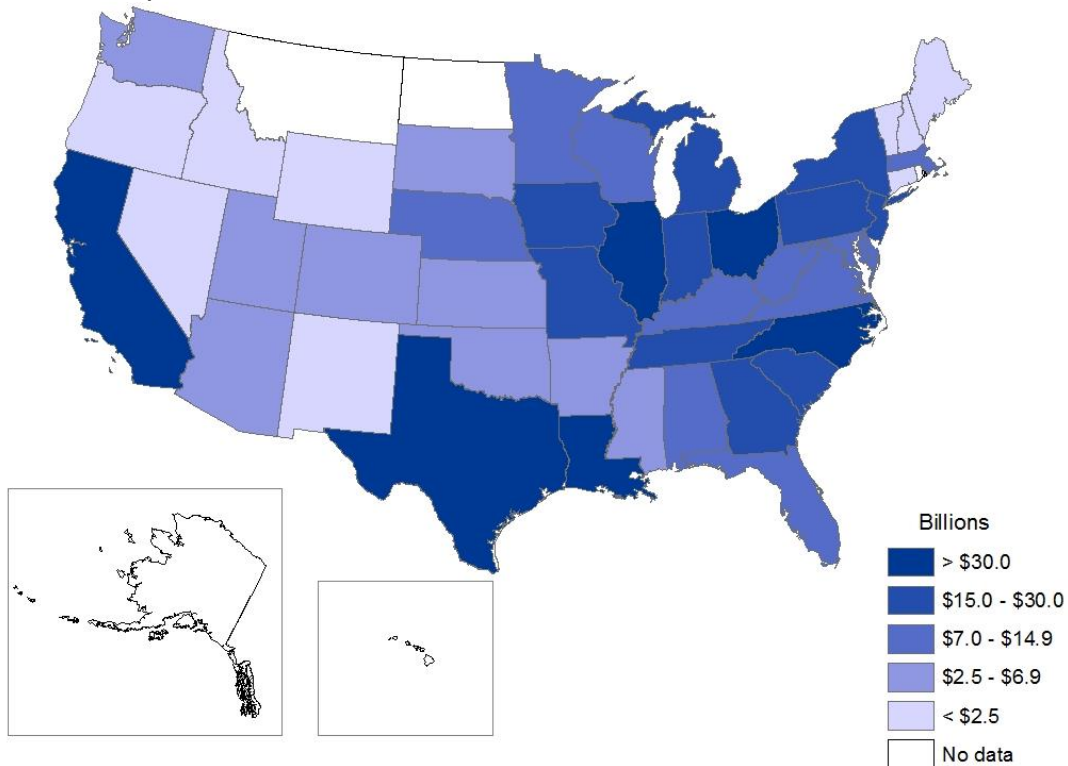 Billions
> $30.0
$15.0 - $30.0
$7.0 - $14.9
$2.5 - $6.9
< $2.5
No data